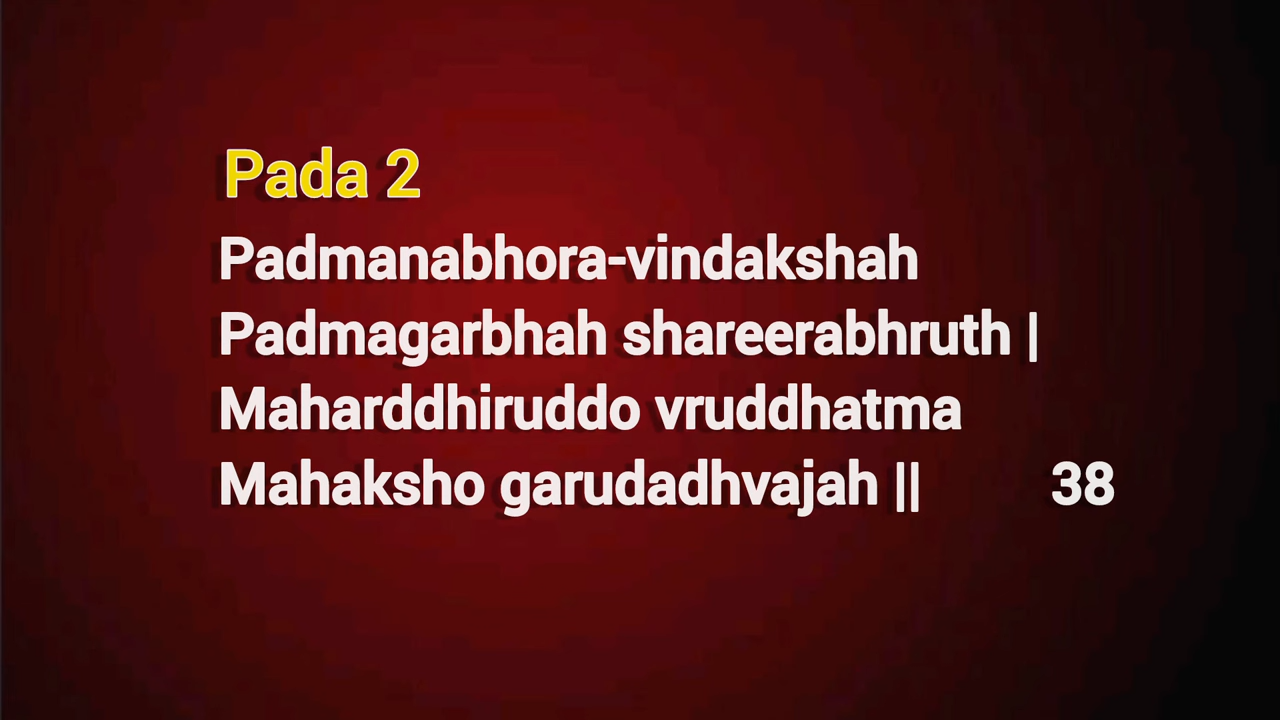 Pada 2
Padmanabhora-vindakshah
Padmagarbhah shareerabhruth |
Maharddhiruddo vruddhatma
Mahaksho garudadhvajah || 38